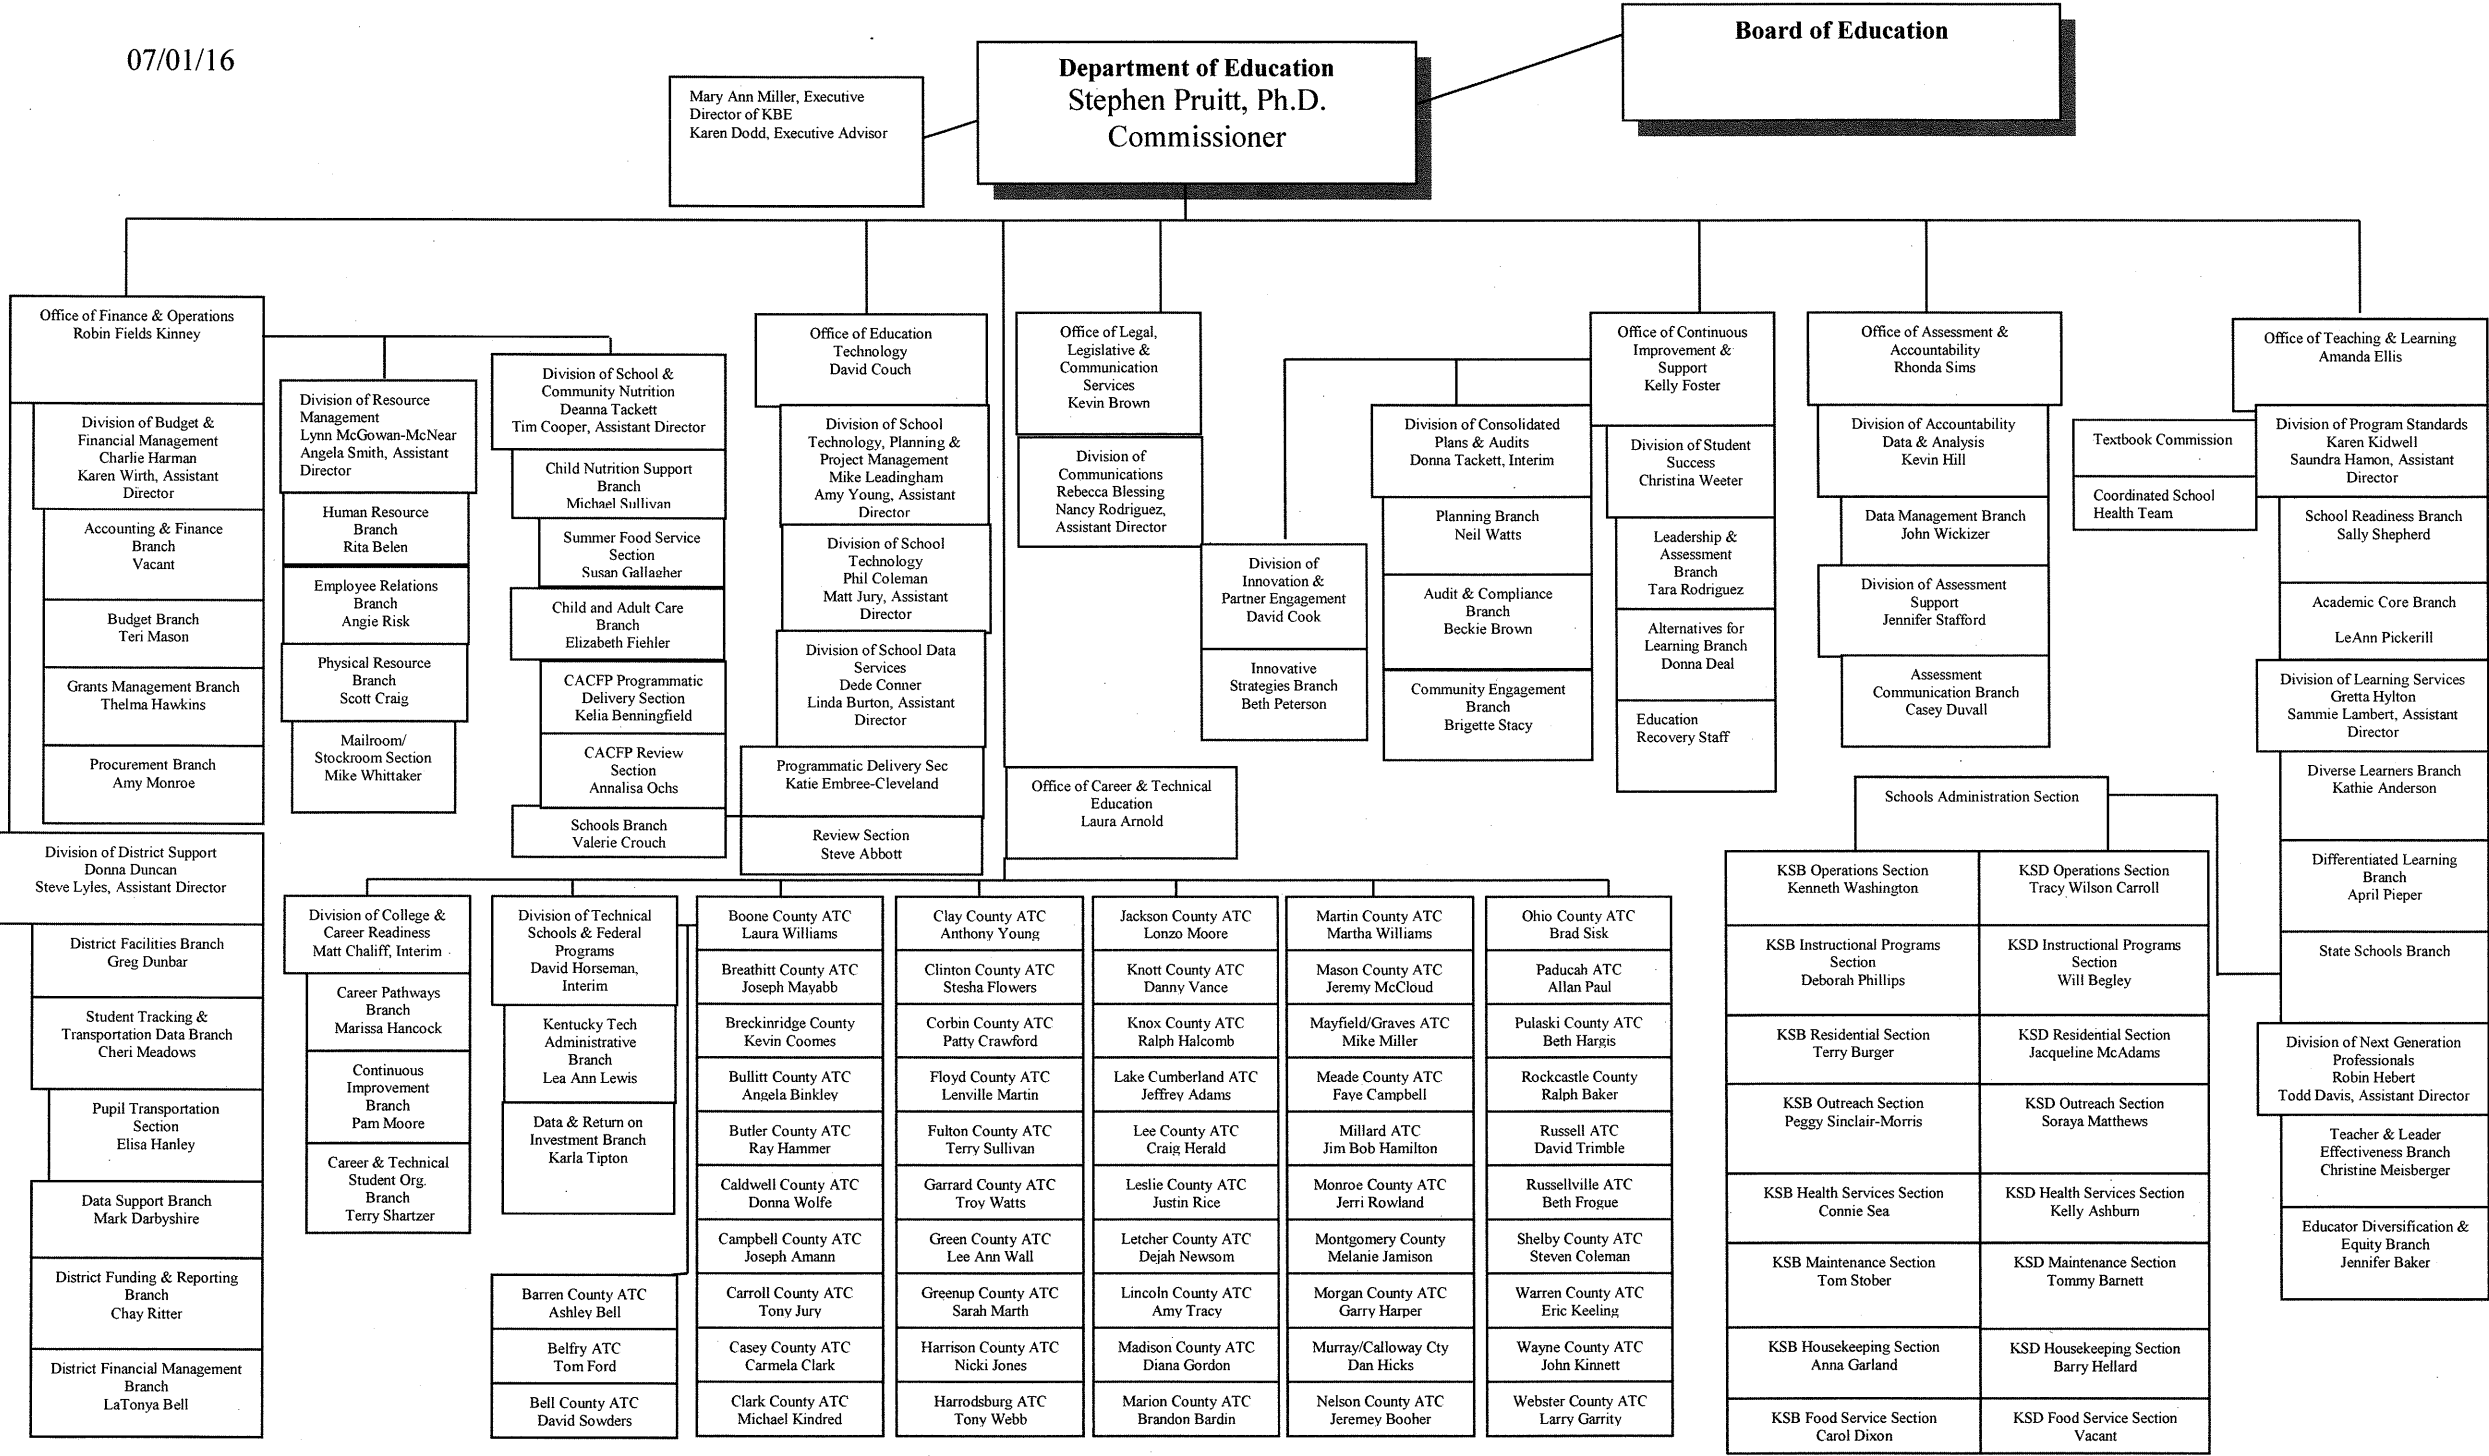 07/01/16
Board of Education
Department of Education
Stephen Pruitt, Ph.D.
Commissioner
Mary Ann Miller, Executive
Director of KBE
Karen Dodd, Executive Advisor
Office of Finance & Operations
Robin Fields Kinney
Division of Budget &
Financial Management
Charlie Harman
Karen Wirth, Assistant
Director
Accounting & Finance
Branch
Vacant
Budget Branch
Teri Mason
Grants Management Branch
Thelma Hawkins
Procurement Branch
Amy Monroe
Division of District Support
Donna Duncan
Steve Lyles, Assistant Director
District Facilities Branch
Greg Dunbar
Student Tracking &
Transportation Data Branch
Cheri Meadows
Pupil Transportation
Section
Elisa Hanley
Data Support Branch
Mark Darbyshire
District Funding & Reporting
Branch
Chay Ritter
District Financial Management
Branch
LaTonya Bell
Division of Resource
Management
Lynn McGowan-McNear
Angela Smith, Assistant
Director
Human Resource
Branch
Rita Belen
Employee Relations
Branch
Angie Risk
Physical Resource
Branch
Scott Craig
Mailroom/
Stockroom Section
Mike Whittaker
Division of School &
Community Nutrition
Deanna Tackett
Tim Cooper, Assistant Director
Child Nutrition Support
Branch
Michael Sullivan
Summer Food Service
Section
Susan Gallagher
Child and Adult Care
Branch
Elizabeth Fiehler
CACFP Programmatic
Delivery Section
Kelia Benningfield
CACFP Review
Section
Annalisa Ochs
Schools Branch
Valerie Crouch
Programmatic Delivery Sec
Katie Embree-Cleveland
Review Section
Steve Abbott
Office of Education
Technology
David Couch
Division of School
Technology, Planning &
Project Management
Mike Leadingham
Amy Young, Assistant
Director
Division of School
Technology
Phil Coleman
Matt Jury, Assistant
Director
Division of School Data
Services
Dede Conner
Linda Burton, Assistant
Director
Office of Legal,
Legislative &
Communication
Services
Kevin Brown
Division of
Communications
Rebecca Blessing
Nancy Rodriguez,
Assistant Director
Office of Continuous
Improvement &
Support
Kelly Foster
Division of Innovation &
Partner Engagement
David Cook
Innovative
Strategies Branch
Beth Peterson
Division of Consolidated
Plans & Audits
Donna Tackett, Interim
Planning Branch
Neil Watts
Audit & Compliance
Branch
Beckie Brown
Community Engagement
Branch
Brigette Stacy
Division of Student
Success
Christina Weeter
Leadership &
Assessment
Branch
Tara Rodriguez
Alternatives for
Learning Branch
Donna Deal
Education
Recovery Staff
Office of Assessment &
Accountability
Rhonda Sims
Division of Accountability
Data & Analysis
Kevin Hill
Data Management Branch
John Wickizer
Division of Assessment
Support
Jennifer Stafford
Assessment
Communication Branch
Casey Duvall
Office of Teaching & Learning
Amanda Ellis
Textbook Commission
Coordinated School
Health Team
Division of Program Standards
Karen Kidwell
Saundra Hamon, Assistant
Director
School Readiness Branch
Sally Shepherd
Academic Core Branch
LeAnn Pickerill
Division of Learning Services
Gretta Hylton
Sammie Lambert, Assistant
Director
Diverse Learners Branch
Kathie Anderson
Differentiated Learning
Branch
April Pieper
State Schools Branch
Division of Next Generation
Professionals
Robin Hebert
Todd Davis, Assistant Director
Teacher & Leader
Effectiveness Branch
Christine Meisberger
Educator Diversification &
Equity Branch
Jennifer Baker
Schools Administration Section
KSB Operations Section
Kenneth Washington
KSD Operations Section
Tracy Wilson Carroll
KSB Instructional Programs
Section
Deborah Phillips
KSD Instructional Programs
Section
Will Begley
KSB Residential Section
Terry Burger
KSD Residential Section
Jacqueline McAdams
KSB Outreach Section
Peggy Sinclair-Morris
KSD Outreach Section
Soraya Matthews
KSB Health Services Section
Connie Sea
KSD Health Services Section
Kelly Ashburn
KSB Maintenance Section
Tom Stober
KSD Maintenance Section
Tommy Barnett
KSB Housekeeping Section
Anna Garland
KSD Housekeeping Section
Barry Hellard
KSB Food Service Section
Carol Dixon
KSD Food Service Section
Vacant
Office of Career & Technical
Education
Laura Arnold
Division of College &
Career Readiness
Matt Chaliff, Interim
Career Pathways
Branch
Marissa Hancock
Continuous
Improvement
Branch
Pam Moore
Career & Technical
Student Org.
Branch
Terry Shartzer
Division of Technical
Schools & Federal
Programs
David Horseman,
Interim
Kentucky Tech
Administrative
Branch
Lea Ann Lewis
Data & Return on
Investment Branch
Karla Tipton
Barren County ATC
Ashley Bell
Belfry ATC
Tom Ford
Bell County ATC
David Sowders
Boone County ATC
Laura Williams
Breathitt County ATC
Joseph Mayabb
Breckinridge County
Kevin Coomes
Bullitt County ATC
Angela Binkley
Butler County ATC
Ray Hammer
Caldwell County ATC
Donna Wolfe
Campbell County ATC
Joseph Amann
Carroll County ATC
Tony Jury
Casey County ATC
Carmela Clark
Clark County ATC
Michael Kindred
Clay County ATC
Anthony Young
Clinton County ATC
Stesha Flowers
Corbin County ATC
Patty Crawford
Floyd County ATC
Lenville Martin
Fulton County ATC
Terry Sullivan
Garrard County ATC
Troy Watts
Green County ATC
Lee Ann Wall
Greenup County ATC
Sarah Marth
Harrison County ATC
Nicki Jones
Harrodsburg ATC
Tony Webb
Jackson County ATC
Lonzo Moore
Knott County ATC
Danny Vance
Knox County ATC
Ralph Halcomb
Lake Cumberland ATC
Jeffrey Adams
Lee County ATC
Craig Herald
Leslie County ATC
Justin Rice
Letcher County ATC
Dejah Newsom
Lincoln County ATC
Amy Tracy
Madison County ATC
Diana Gordon
Marion County ATC
Brandon Bardin
Martin County ATC
Martha Williams
Mason County ATC
Jeremy McCloud
Mayfield/Graves ATC
Mike Miller
Meade County ATC
Faye Campbell
Millard ATC
Jim Bob Hamilton
Monroe County ATC
Jerri Rowland
Montgomery County
Melanie Jamison
Morgan County ATC
Garry Harper
Murray/Calloway Cty
Dan Hicks
Nelson County ATC
Jeremey Booher
Ohio County ATC
Brad Sisk
Paducah ATC
Allan Paul
Pulaski County ATC
Beth Hargis
Rockcastle County
Ralph Baker
Russell ATC
David Trimble
Russellville ATC
Beth Frogue
Shelby County ATC
Steven Coleman
Warren County ATC
Eric Keeling
Wayne County ATC
John Kinnett
Webster County ATC
Larry Garrity